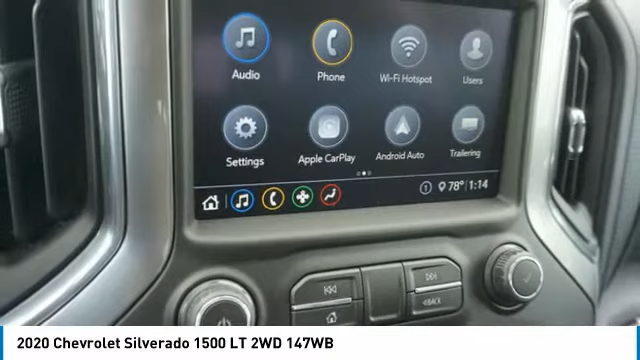 Audio
Phone
Wi-Fi Hotspot
Users
Settings
Apple CarPlay
Android Auto
Trailering
1 78° 1:14
BACK
2020 Chevrolet Silverado 1500 LT 2WD 147WB